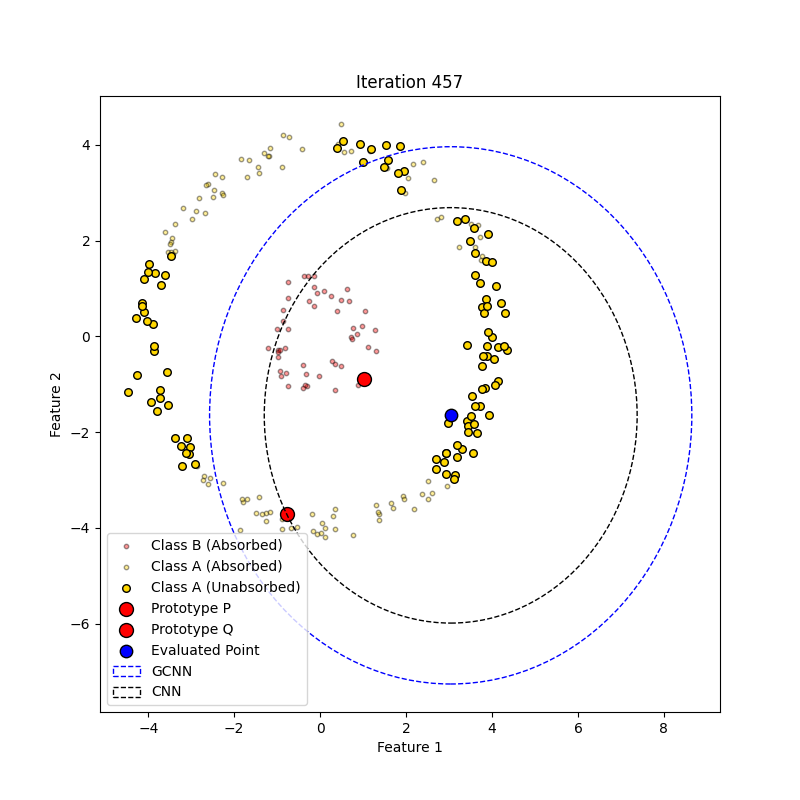 Iteration 457
4
2
0
−2
−4
−6
Feature 2
Class B (Absorbed)
Class A (Absorbed)
Class A (Unabsorbed)
Prototype P
Prototype Q
Evaluated Point
GCNN
CNN
−4 −2 0 2 4 6 8
Feature 1